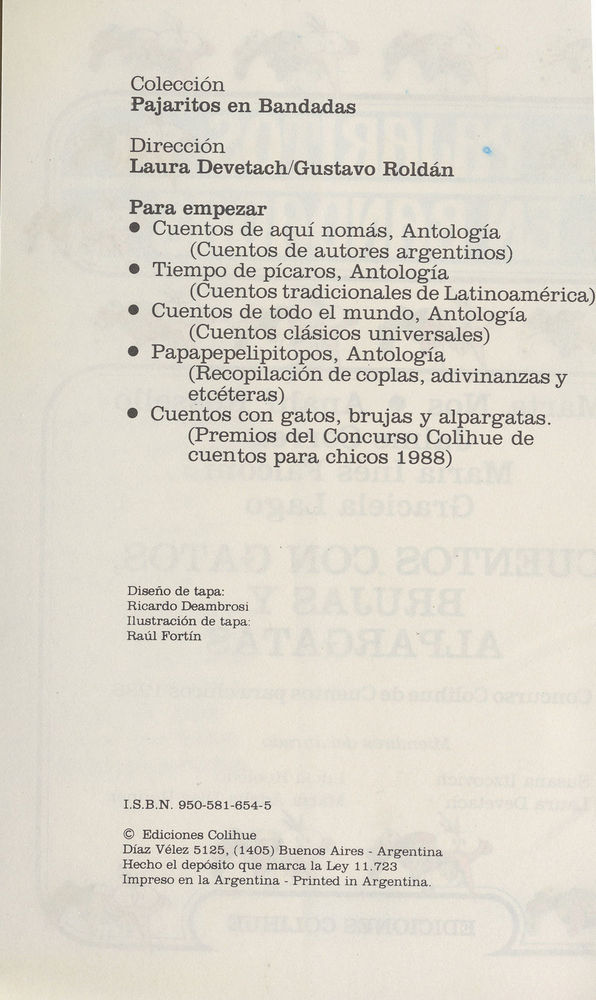 Colección
Pajaritos en Bandadas
Dirección
Laura Devetach/Gustavo Roldán
Para empezar
● Cuentos de aquí nomás, Antología
(Cuentos de autores argentinos)
● Tiempo de pícaros, Antología
(Cuentos tradicionales de Latinoamérica)
● Cuentos de todo el mundo, Antología
(Cuentos clásicos universales)
● Papapepelipitopos, Antología
(Recopilación de coplas, adivinanzas y
etcéteras)
● Cuentos con gatos, brujas y alpargatas.
(Premios del Concurso Colihue de
cuentos para chicos 1988)
Diseño de tapa:
Ricardo Deambrosi
Ilustración de tapa:
Raúl Fortín
I.S.B.N. 950-581-654-5
© Ediciones Colihue
Díaz Vélez 5125, (1405) Buenos Aires - Argentina
Hecho el depósito que marca la Ley 11.723
Impreso en la Argentina - Printed in Argentina.